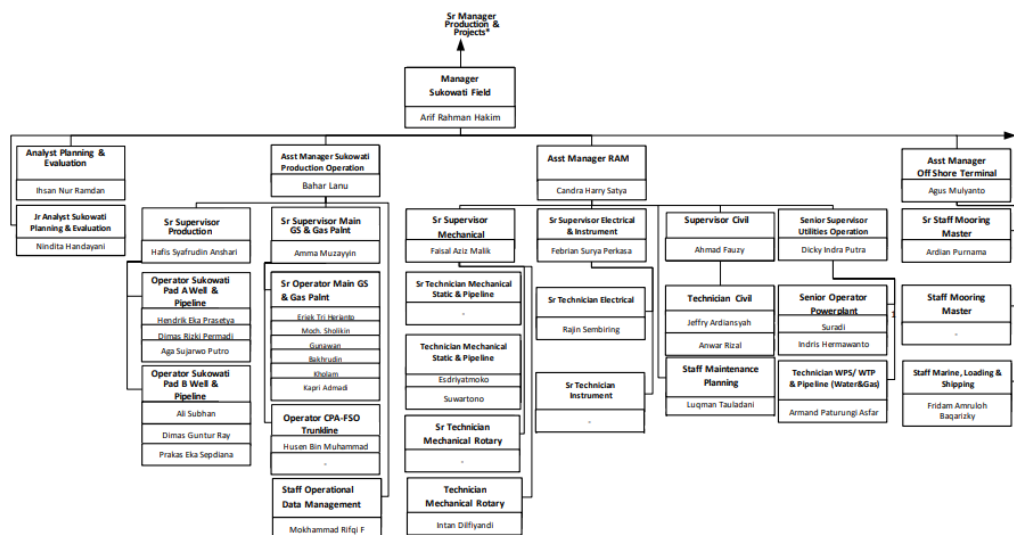 Sr Manager
Production &
Projects*
Manager
Sukowati Field
Arif Rahman Hakim
Analyst Planning &
Evaluation
Ihsan Nur Ramdan
Jr Analyst Sukowati
Planning & Evaluation
Nindita Handayani
Asst Manager Sukowati
Production Operation
Bahar Lanu
Sr Supervisor
Production
Hafis Syafrudin Anshari
Operator Sukowati
Pad A Well &
Pipeline
Hendrik Eka Prasetya
Dimas Rizki Permadi
Aga Sujarwo Putro
Operator Sukowati
Pad B Well &
Pipeline
Ali Subhan
Dimas Guntur Ray
Prakas Eka Sepdiana
Sr Supervisor Main
GS & Gas Palnt
Amma Muzayyin
Sr Operator Main GS
& Gas Palnt
Eriek Tri Herianto
Moch. Sholikin
Gunawan
Bakhrudin
Kholam
Kapri Admadi
Operator CPA-FSO
Trunkline
Husen Bin Muhammad
-
Staff Operational
Data Management
Mokhammad Rifqi F
Asst Manager RAM
Candra Harry Satya
Sr Supervisor
Mechanical
Faisal Aziz Malik
Sr Technician Mechanical
Static & Pipeline
-
Technician Mechanical
Static & Pipeline
Esdriyatmoko
Suwartono
Sr Technician
Mechanical Rotary
-
Technician
Mechanical Rotary
Intan Dilfiyandi
Sr Supervisor Electrical
& Instrument
Febrian Surya Perkasa
Sr Technician Electrical
Rajin Sembiring
Sr Technician
Instrument
-
Supervisor Civil
Ahmad Fauzy
Technician Civil
Jeffry Ardiansyah
Anwar Rizal
Staff Maintenance
Planning
Luqman Tauladani
Senior Supervisor
Utilities Operation
Dicky Indra Putra
Senior Operator
Powerplant
Suradi
Indris Hermawanto
Technician WPS/ WTP
& Pipeline (Water&Gas)
Armand Paturungi Asfar
Asst Manager
Off Shore Terminal
Agus Mulyanto
Sr Staff Mooring
Master
Ardian Purnama
Staff Mooring
Master
-
Staff Marine, Loading &
Shipping
Fridam Amruloh
Baqarizky